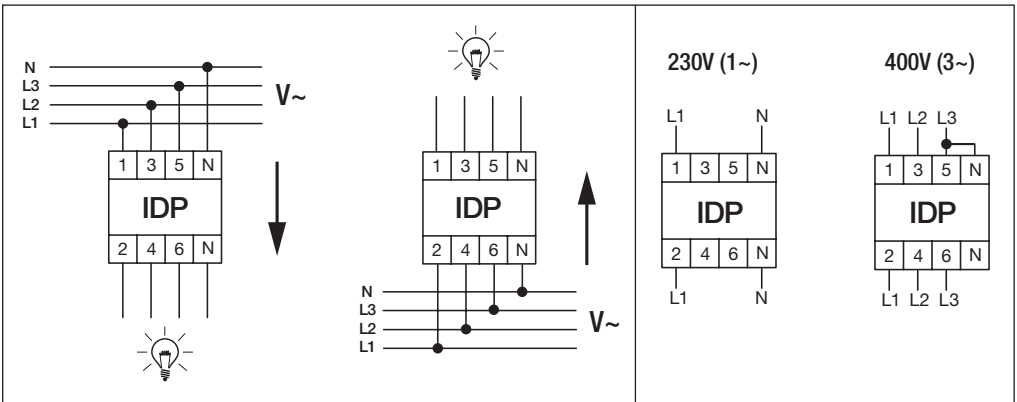 N
L3
L2
L1
V~
1 3 5 N
IDP
2 4 6 N
1 3 5 N
IDP
2 4 6 N
N
L3
L2
L1
V~
230V (1~)
L1 N
1 3 5 N
IDP
2 4 6 N
L1 N
400V (3~)
L1 L2 L3
1 3 5 N
IDP
2 4 6 N
L1 L2 L3